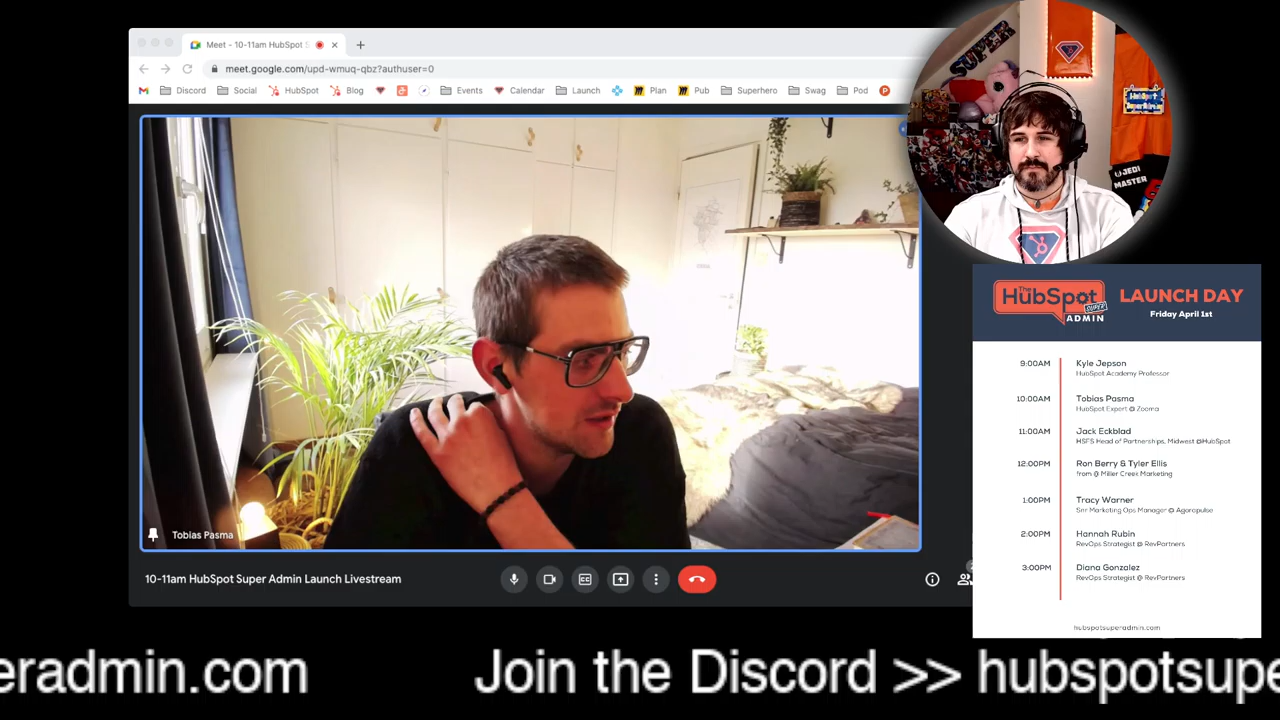 Meet - 10-11am HubSpot S
meet.google.com/upd-wmuq-qbz?authuser=0
Discord Social HubSpot Blog Events Calendar Launch Plan Pub Superhero Swag Pod
SUPER
JEDI
MASTER
The
HubSpot
SUPER
ADMIN
LAUNCH DAY
Friday April 1st
9:00AM Kyle Jepson
HubSpot Academy Professor
10:00AM Tobias Pasma
HubSpot Expert @ Zooma
11:00AM Jack Eckblad
HSFS Head of Partnerships, Midwest @HubSpot
12:00PM Ron Berry & Tyler Ellis
from @ Miller Creek Marketing
1:00PM Tracy Warner
Snr Marketing Ops Manager @ Agorapulse
2:00PM Hannah Rubin
RevOps Strategist @ RevPartners
3:00PM Diana Gonzalez
RevOps Strategist @ RevPartners
hubspotsuperadmin.com
Tobias Pasma
10-11am HubSpot Super Admin Launch Livestream
eradmin.com Join the Discord >> hubspotsupe